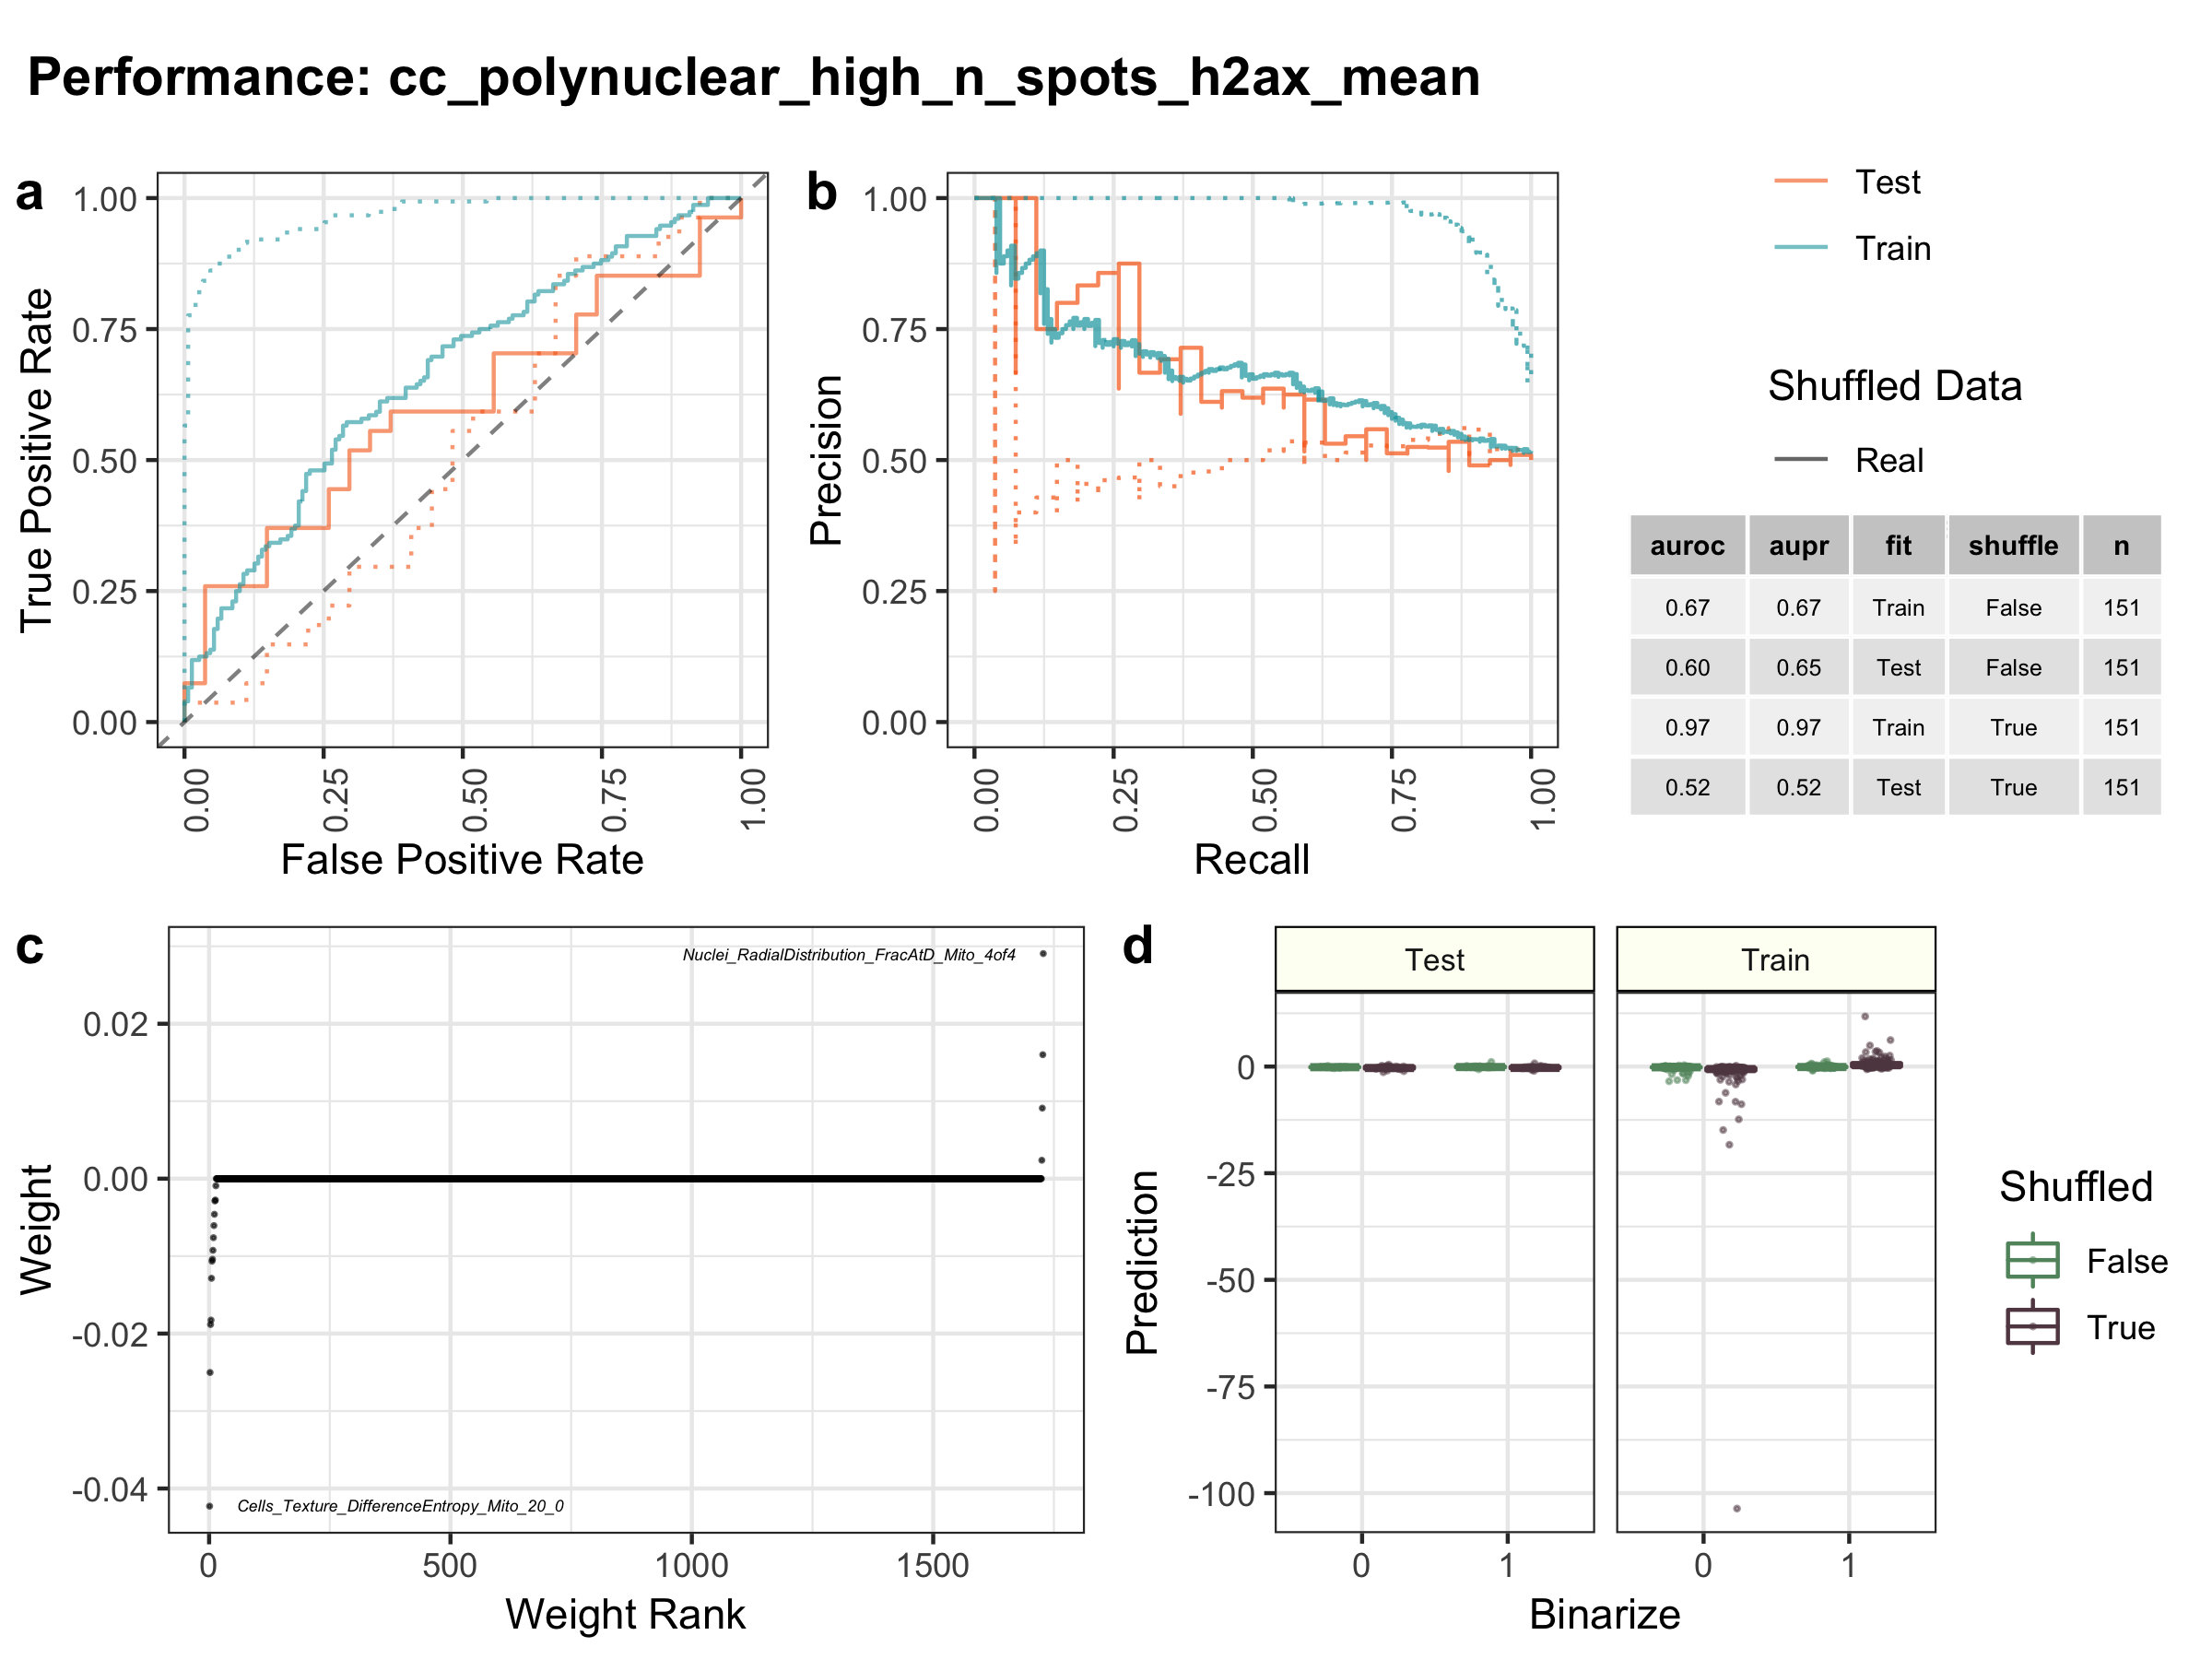 Performance: cc_polynuclear_high_n_spots_h2ax_mean
a
1.00
0.75
0.50
0.25
0.00
True Positive Rate
0.00
0.25
0.50
0.75
1.00
False Positive Rate
b
1.00
0.75
0.50
0.25
0.00
Precision
0.00
0.25
0.50
0.75
1.00
Recall
Test
Train
Shuffled Data
Real
auroc aupr fit shuffle n
0.67 0.67 Train False 151
0.60 0.65 Test False 151
0.97 0.97 Train True 151
0.52 0.52 Test True 151
c
Nuclei_RadialDistribution_FracAtD_Mito_4of4
0.02
0.00
-0.02
-0.04
Weight
Cells_Texture_DifferenceEntropy_Mito_20_0
0
500
1000
1500
Weight Rank
d
Test
Train
0
-25
-50
-75
-100
Prediction
0
1
0
1
Binarize
Shuffled
False
True